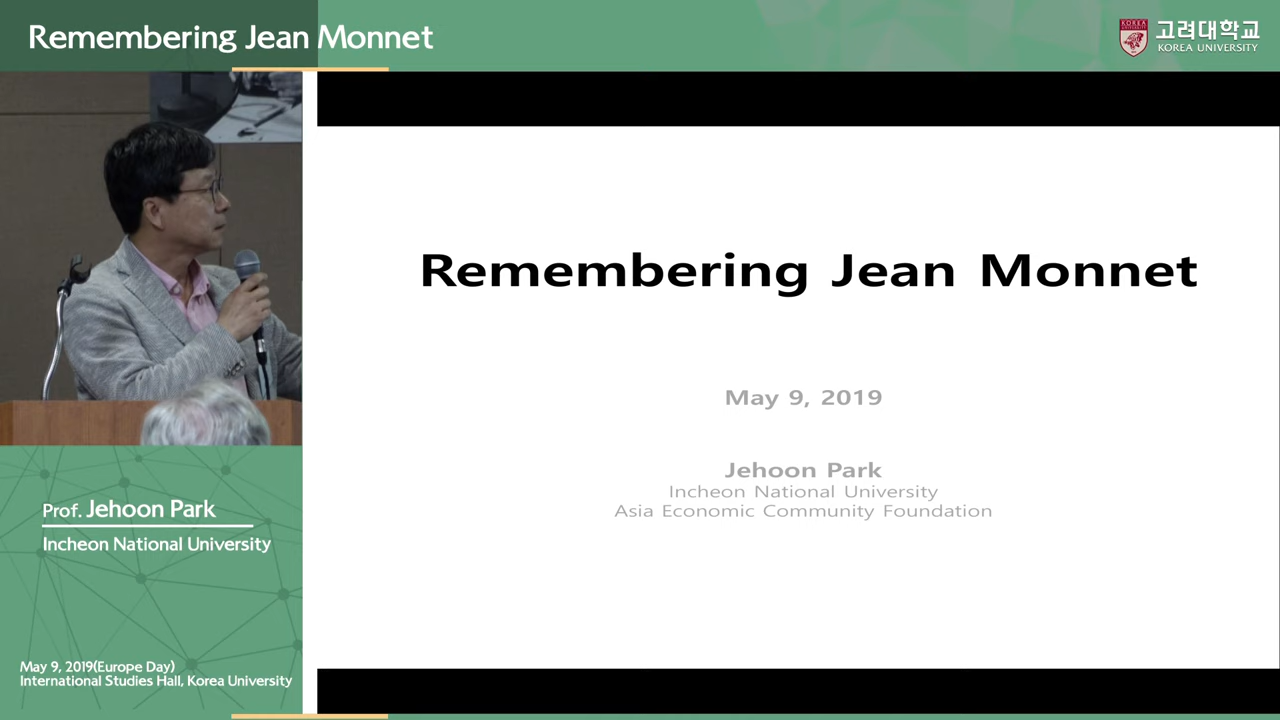 Remembering Jean Monnet
KOREA
UNIVERSITY
고려대학교
KOREA UNIVERSITY
Remembering Jean Monnet
May 9, 2019
Jehoon Park
Incheon National University
Asia Economic Community Foundation
Prof. Jehoon Park
Incheon National University
May 9, 2019(Europe Day)
International Studies Hall, Korea University